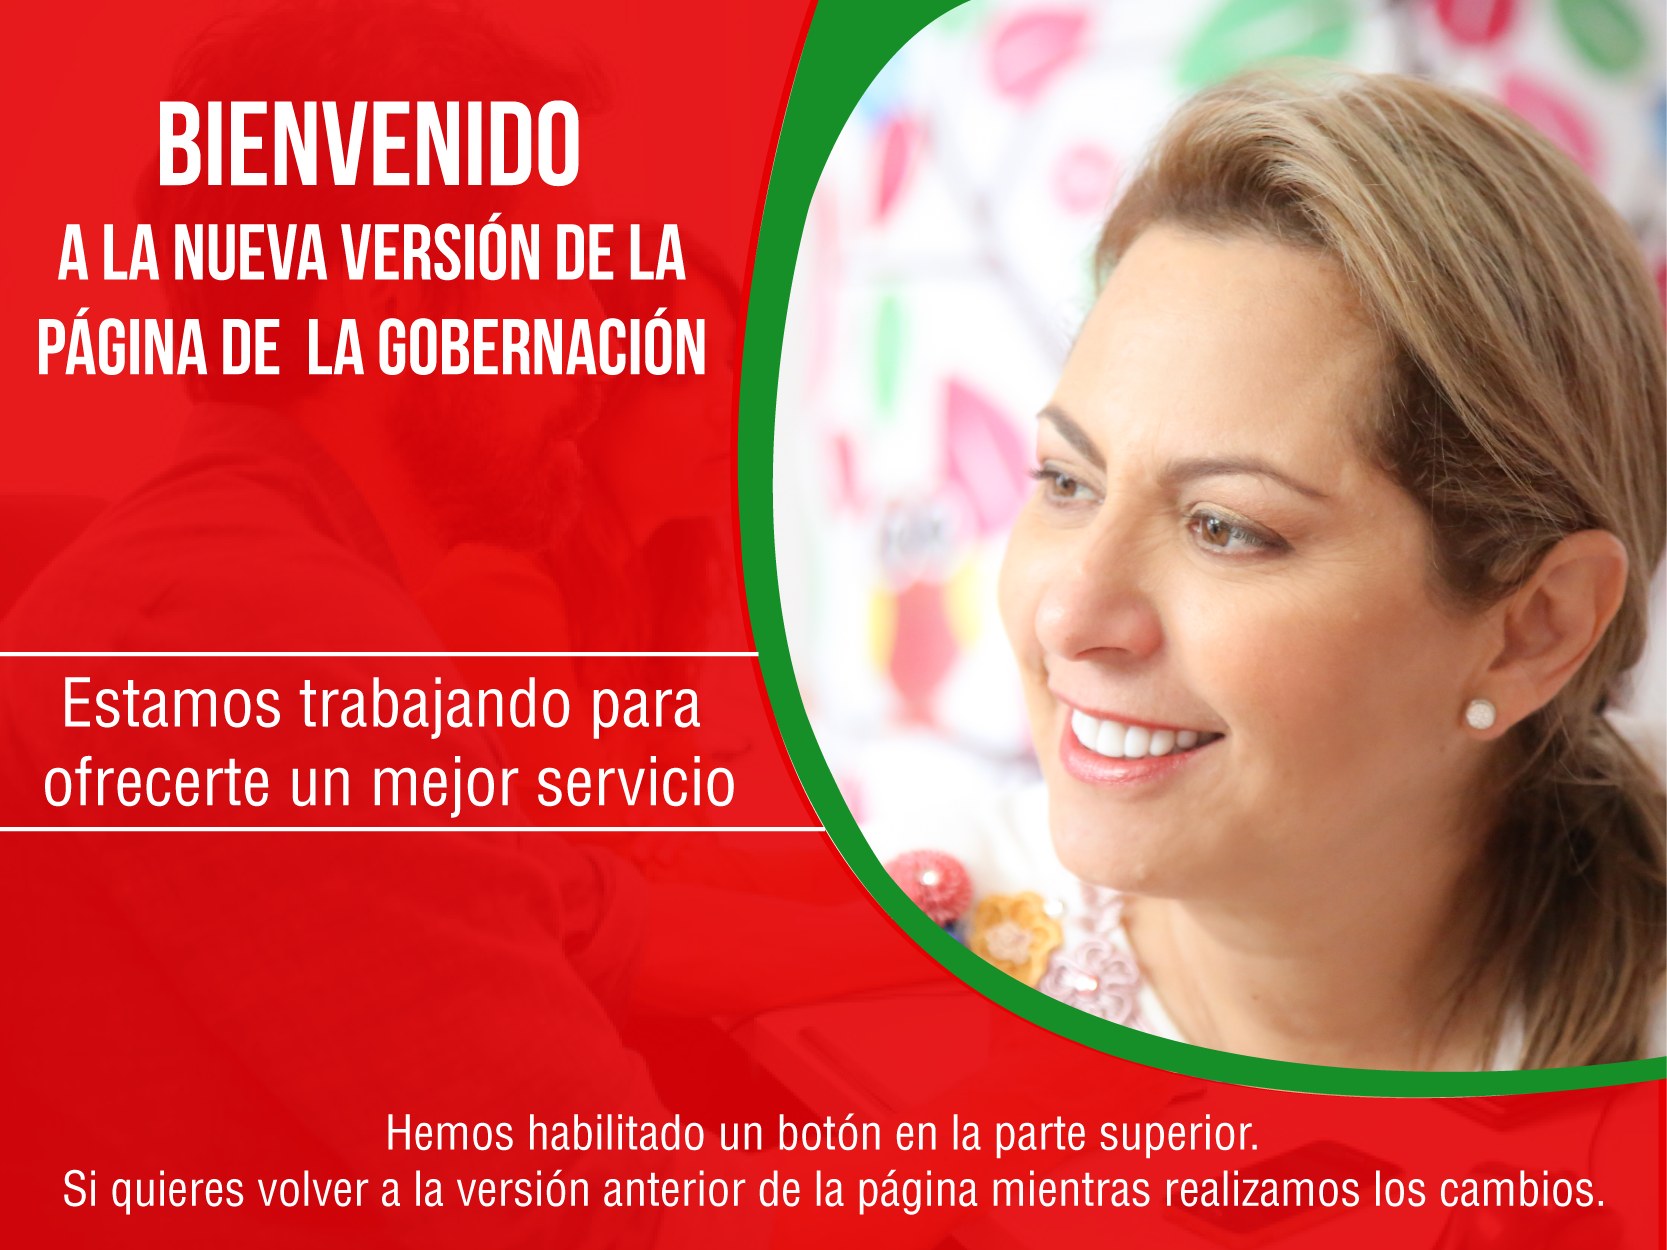 BIENVENIDO
A LA NUEVA VERSIÓN DE LA
PÁGINA DE LA GOBERNACIÓN
Estamos trabajando para
ofrecerte un mejor servicio
Hemos habilitado un botón en la parte superior.
Si quieres volver a la versión anterior de la página mientras realizamos los cambios.